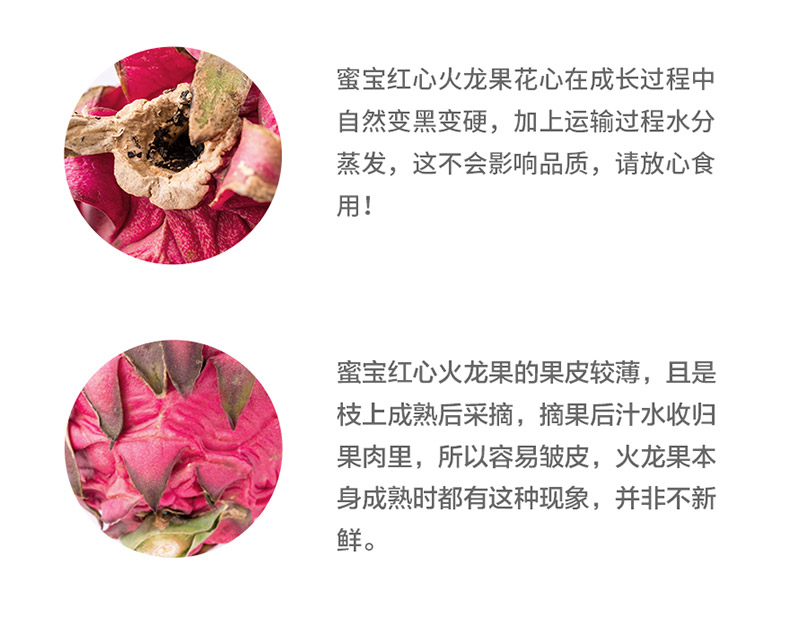 蜜宝红心火龙果花心在成长过程中
自然变黑变硬，加上运输过程水分
蒸发，这不会影响品质，请放心食
用！
蜜宝红心火龙果的果皮较薄，且是
枝上成熟后采摘，摘果后汁水收归
果肉里，所以容易皱皮，火龙果本
身成熟时都有这种现象，并非不新
鲜。